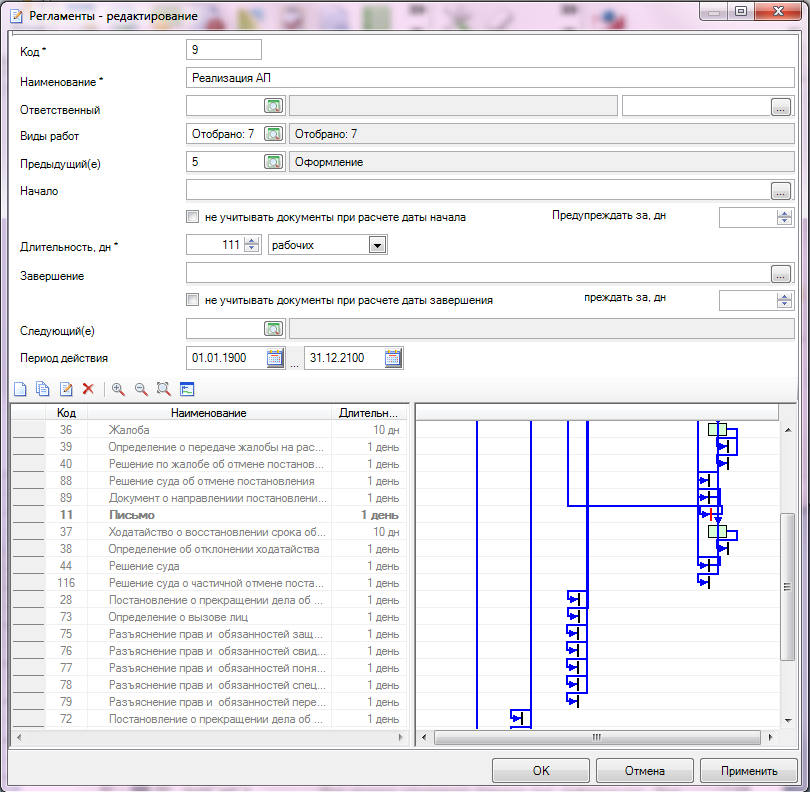 Регламенты - редактирование
Код * 9
Наименование * Реализация АП
Ответственный ...
Виды работ Отобрано: 7 Отобрано: 7
Предыдущий(е) 5 Оформление
Начало ...
не учитывать документы при расчете даты начала Предупреждать за, дн
Длительность, дн * 111 рабочих
Завершение ...
не учитывать документы при расчете даты завершения преждать за, дн
Следующий(е)
Период действия 01.01.1900 ... 31.12.2100
Код Наименование Длительн...
36 Жалоба 10 дн
39 Определение о передаче жалобы на рас... 1 день
40 Решение по жалобе об отмене постанов... 1 день
88 Решение суда об отмене постановления 1 день
89 Документ о направлениии постановлени... 1 день
11 Письмо 1 день
37 Ходатайство о восстановлении срока об... 10 дн
38 Определение об отклонении ходатайства 1 день
44 Решение суда 1 день
116 Решение суда о частичной отмене поста... 1 день
28 Постановление о прекращении дела об ... 1 день
73 Определение о вызове лиц 1 день
75 Разъяснение прав и обязанностей защ... 1 день
76 Разъяснение прав и обязанностей свид... 1 день
77 Разъяснение прав и обязанностей поня... 1 день
78 Разъяснение прав и обязанностей спец... 1 день
79 Разъяснение прав и обязанностей пере... 1 день
72 Постановление о прекращении дела об ... 1 день
OK Отмена Применить